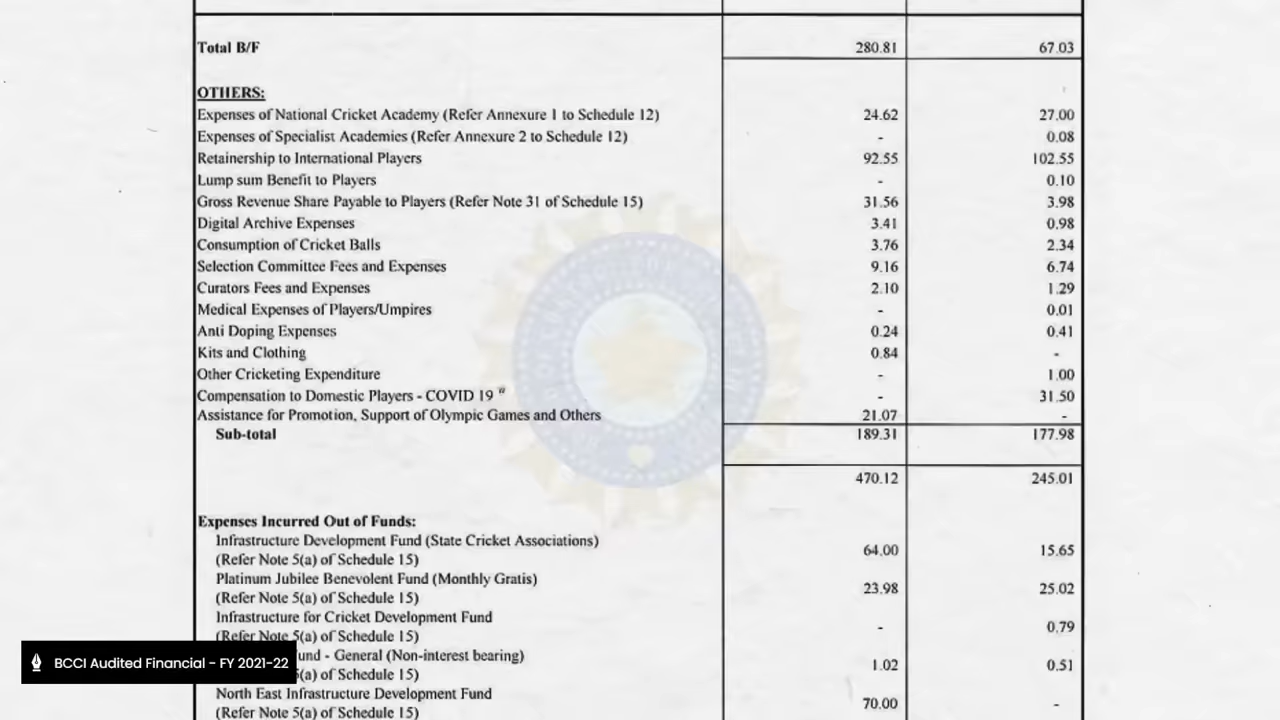 Total B/F 280.81 67.03
OTHERS:
Expenses of National Cricket Academy (Refer Annexure 1 to Schedule 12) 24.62 27.00
Expenses of Specialist Academies (Refer Annexure 2 to Schedule 12) - 0.08
Retainership to International Players 92.55 102.55
Lump sum Benefit to Players - 0.10
Gross Revenue Share Payable to Players (Refer Note 31 of Schedule 15) 31.56 3.98
Digital Archive Expenses 3.41 0.98
Consumption of Cricket Balls 3.76 2.34
Selection Committee Fees and Expenses 9.16 6.74
Curators Fees and Expenses 2.10 1.29
Medical Expenses of Players/Umpires - 0.01
Anti Doping Expenses 0.24 0.41
Kits and Clothing 0.84 -
Other Cricketing Expenditure - 1.00
Compensation to Domestic Players - COVID 19 - 31.50
Assistance for Promotion, Support of Olympic Games and Others 21.07 -
Sub-total 189.31 177.98
470.12 245.01
Expenses Incurred Out of Funds:
Infrastructure Development Fund (State Cricket Associations)
(Refer Note 5(a) of Schedule 15) 64.00 15.65
Platinum Jubilee Benevolent Fund (Monthly Gratis)
(Refer Note 5(a) of Schedule 15) 23.98 25.02
Infrastructure for Cricket Development Fund
(Refer Note 5(a) of Schedule 15) - 0.79
- General (Non-interest bearing)
of Schedule 15) 1.02 0.51
North East Infrastructure Development Fund
(Refer Note 5(a) of Schedule 15) 70.00 -
BCCI Audited Financial - FY 2021-22